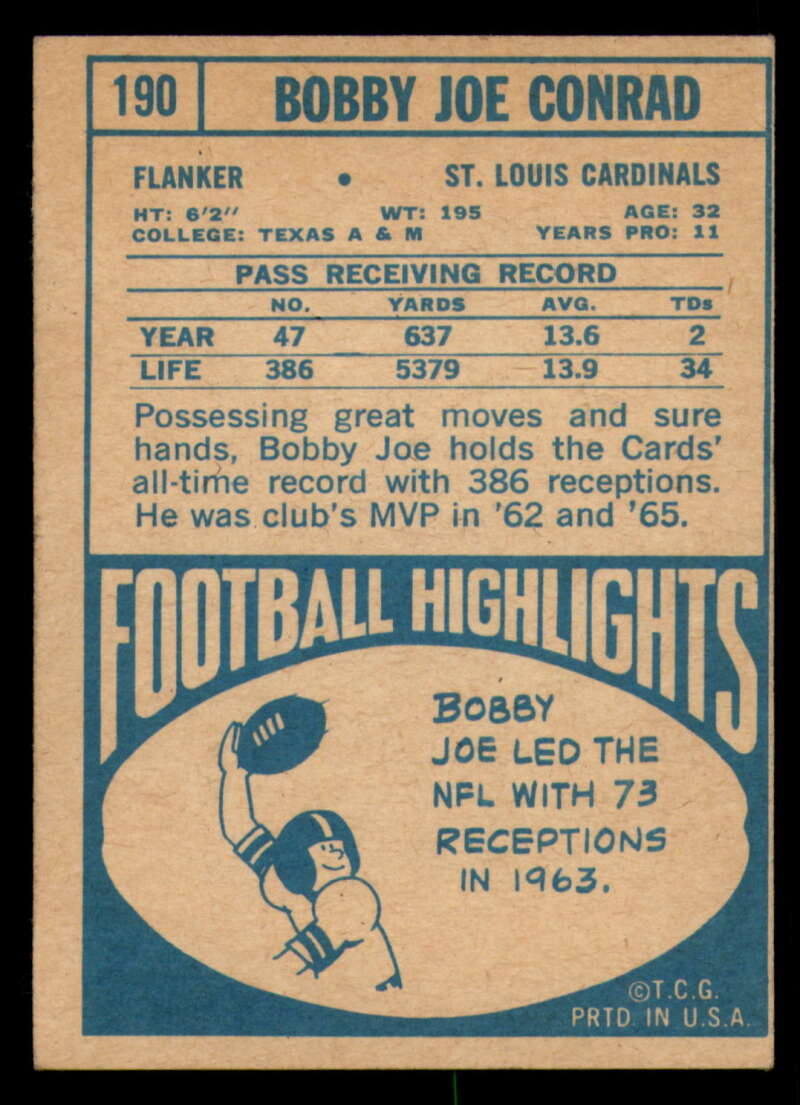 190 BOBBY JOE CONRAD
FLANKER • ST. LOUIS CARDINALS
HT: 6'2" WT: 195 AGE: 32
COLLEGE: TEXAS A & M YEARS PRO: 11
PASS RECEIVING RECORD
NO. YARDS AVG. TDs
YEAR 47 637 13.6 2
LIFE 386 5379 13.9 34
Possessing great moves and sure
hands, Bobby Joe holds the Cards'
all-time record with 386 receptions.
He was club's MVP in '62 and '65.
FOOTBALL HIGHLIGHTS
BOBBY
JOE LED THE
NFL WITH 73
RECEPTIONS
IN 1963.
©T.C.G.
PRTD. IN U.S.A.